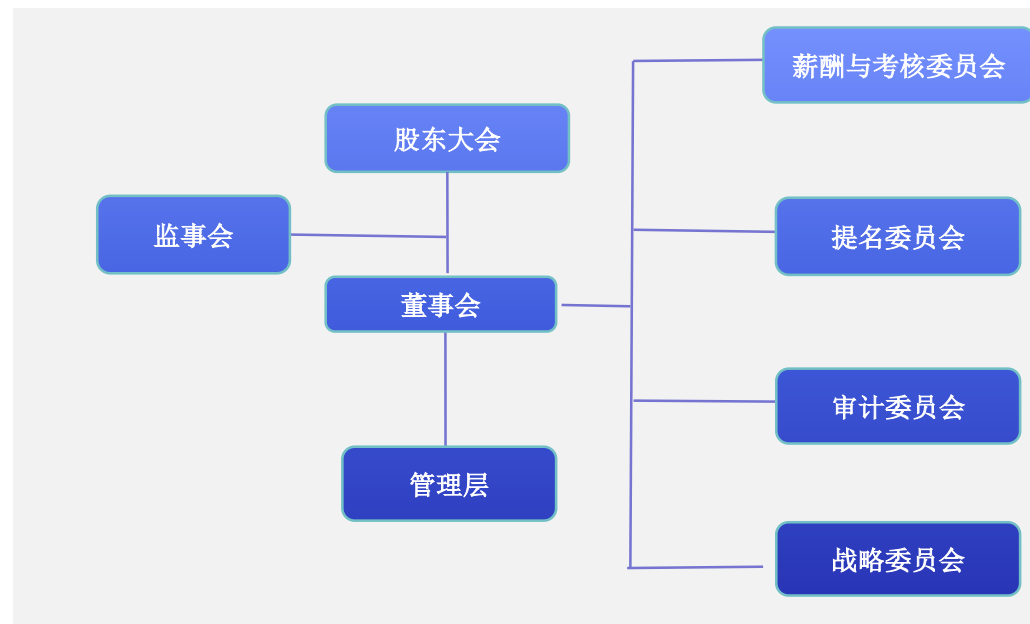 薪酬与考核委员会
股东大会
监事会
提名委员会
董事会
审计委员会
管理层
战略委员会